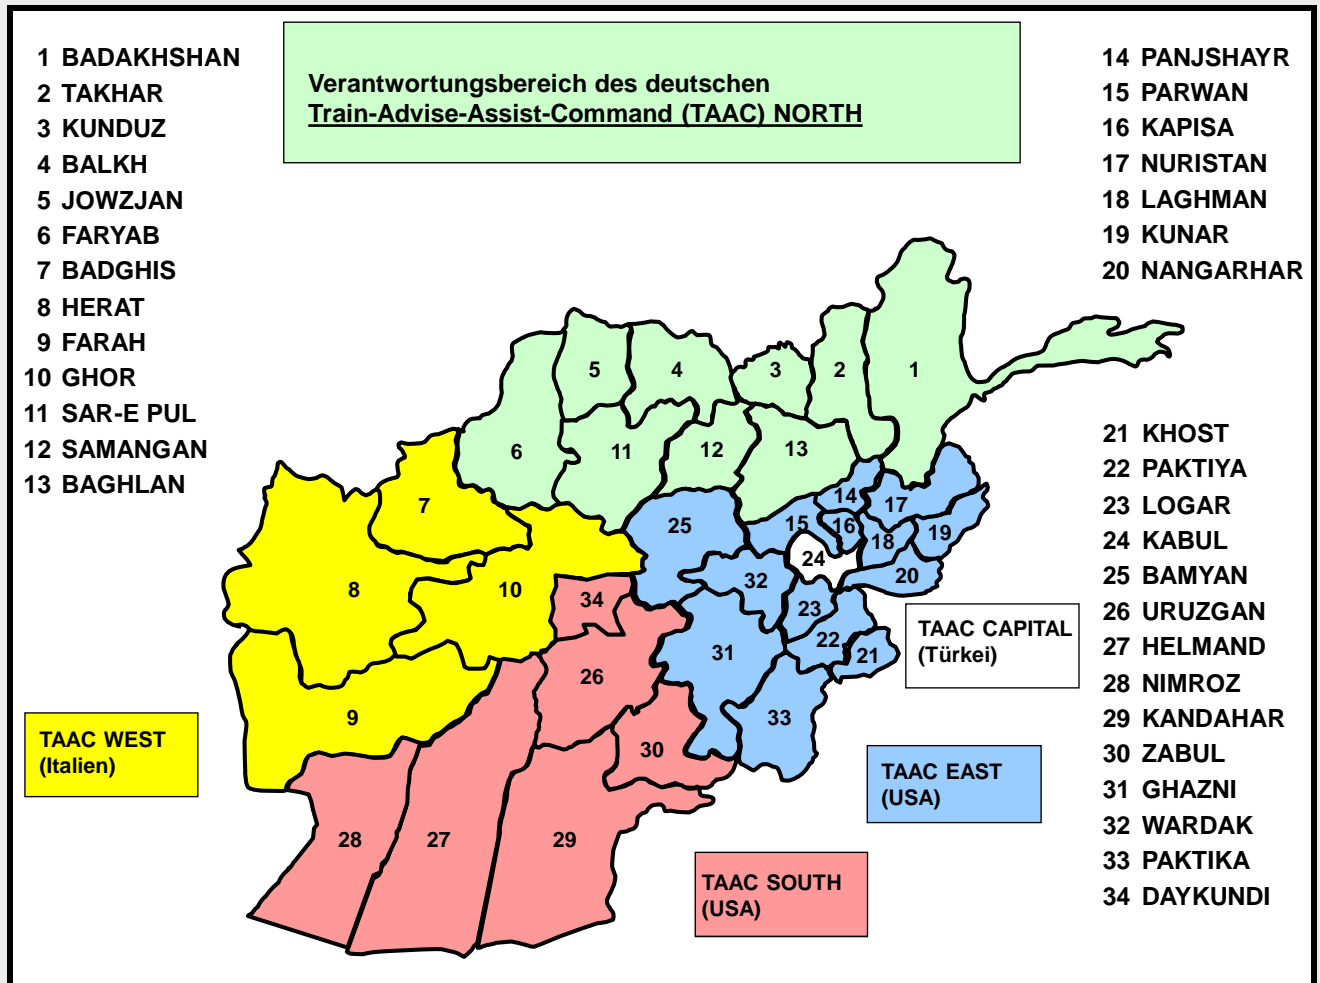 1 BADAKHSHAN
2 TAKHAR
3 KUNDUZ
4 BALKH
5 JOWZJAN
6 FARYAB
7 BADGHIS
8 HERAT
9 FARAH
10 GHOR
11 SAR-E PUL
12 SAMANGAN
13 BAGHLAN
Verantwortungsbereich des deutschen
Train-Advise-Assist-Command (TAAC) NORTH
14 PANJSHAYR
15 PARWAN
16 KAPISA
17 NURISTAN
18 LAGHMAN
19 KUNAR
20 NANGARHAR
21 KHOST
22 PAKTIYA
23 LOGAR
24 KABUL
25 BAMYAN
26 URUZGAN
27 HELMAND
28 NIMROZ
29 KANDAHAR
30 ZABUL
31 GHAZNI
32 WARDAK
33 PAKTIKA
34 DAYKUNDI
5
4
3
2
1
6
11
12
13
7
14
17
25
15
16
18
19
24
20
8
10
34
32
23
22
21
31
26
9
33
30
28
27
29
TAAC CAPITAL
(Türkei)
TAAC WEST
(Italien)
TAAC EAST
(USA)
TAAC SOUTH
(USA)